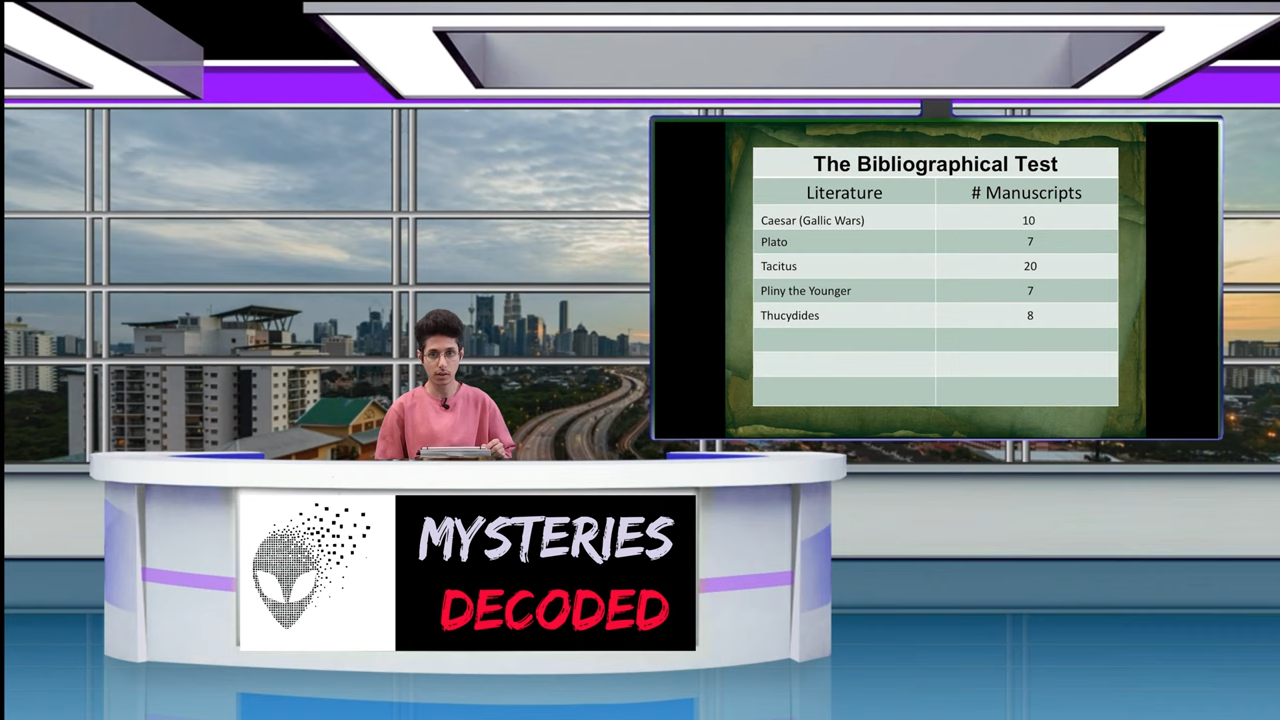 The Bibliographical Test
Literature # Manuscripts
Caesar (Gallic Wars) 10
Plato 7
Tacitus 20
Pliny the Younger 7
Thucydides 8
MYSTERIES
DECODED